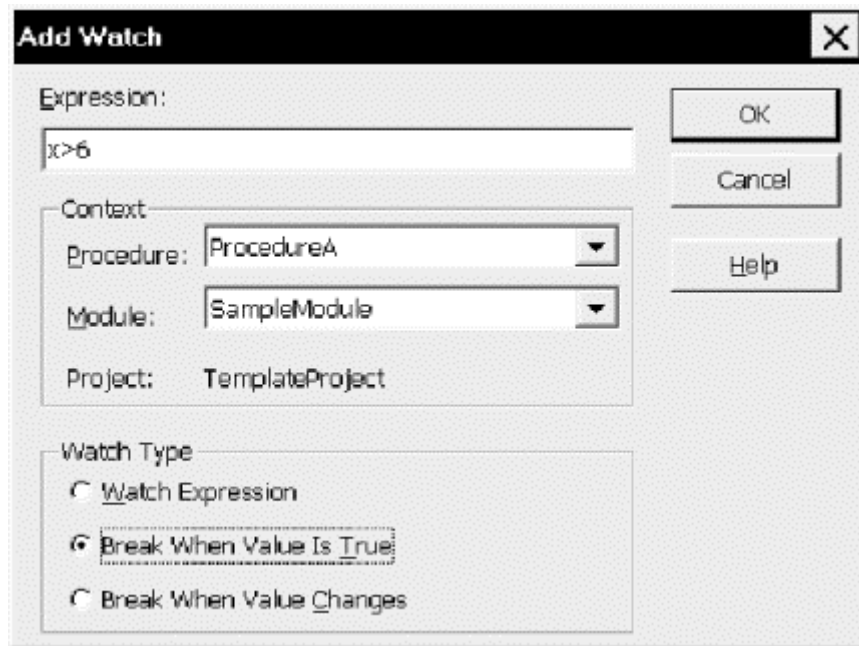 Add Watch
Expression:
x>6
OK
Cancel
Help
Context
Procedure: ProcedureA
Module: SampleModule
Project: TemplateProject
Watch Type
Watch Expression
Break When Value Is True
Break When Value Changes